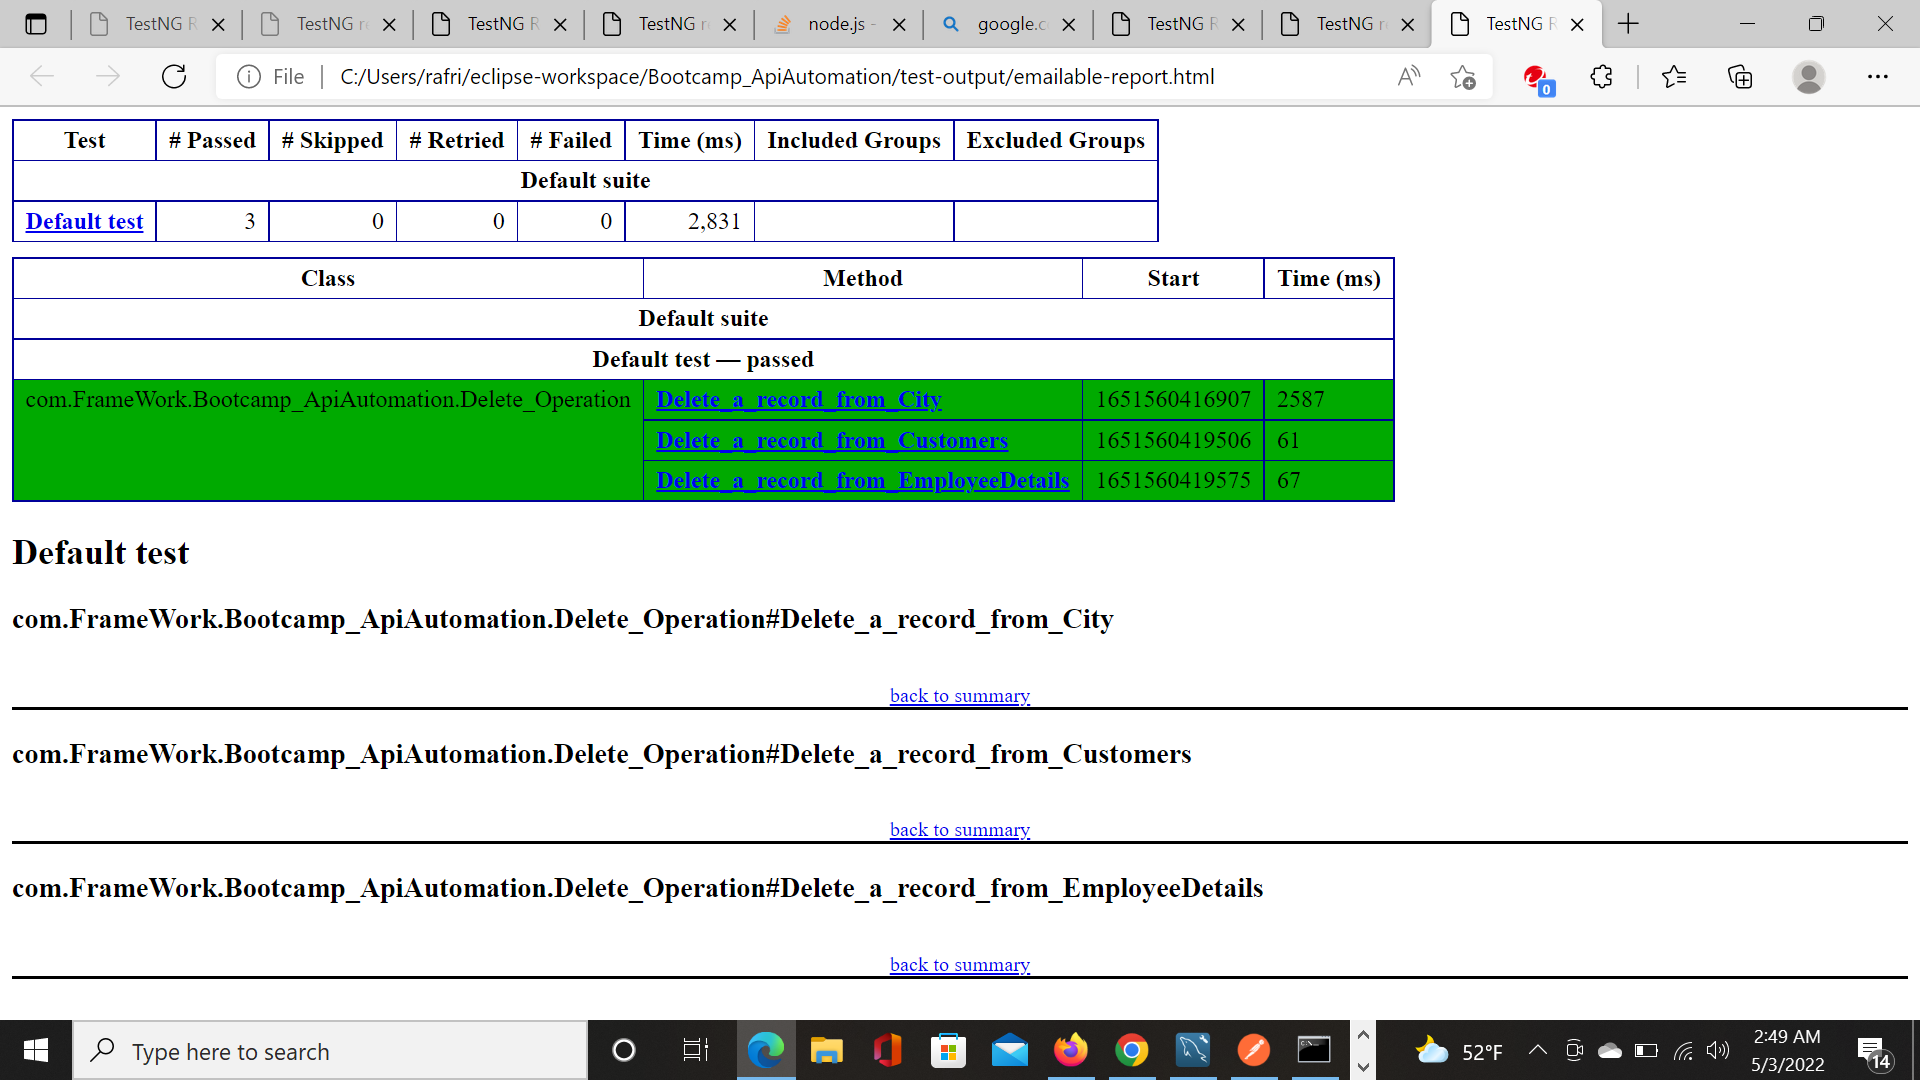 TestNG R
TestNG r
TestNG R
TestNG r
node.js -
google.c
TestNG R
TestNG r
TestNG R
File
C:/Users/rafri/eclipse-workspace/Bootcamp_ApiAutomation/test-output/emailable-report.html
0
Test # Passed # Skipped # Retried # Failed Time (ms) Included Groups Excluded Groups
Default suite
Default test 3 0 0 0 2,831
Class Method Start Time (ms)
Default suite
Default test — passed
com.FrameWork.Bootcamp_ApiAutomation.Delete_Operation Delete_a_record_from_City 1651560416907 2587
Delete_a_record_from_Customers 1651560419506 61
Delete_a_record_from_EmployeeDetails 1651560419575 67
Default test
com.FrameWork.Bootcamp_ApiAutomation.Delete_Operation#Delete_a_record_from_City
back to summary
com.FrameWork.Bootcamp_ApiAutomation.Delete_Operation#Delete_a_record_from_Customers
back to summary
com.FrameWork.Bootcamp_ApiAutomation.Delete_Operation#Delete_a_record_from_EmployeeDetails
back to summary
Type here to search
52°F
2:49 AM
5/3/2022
14